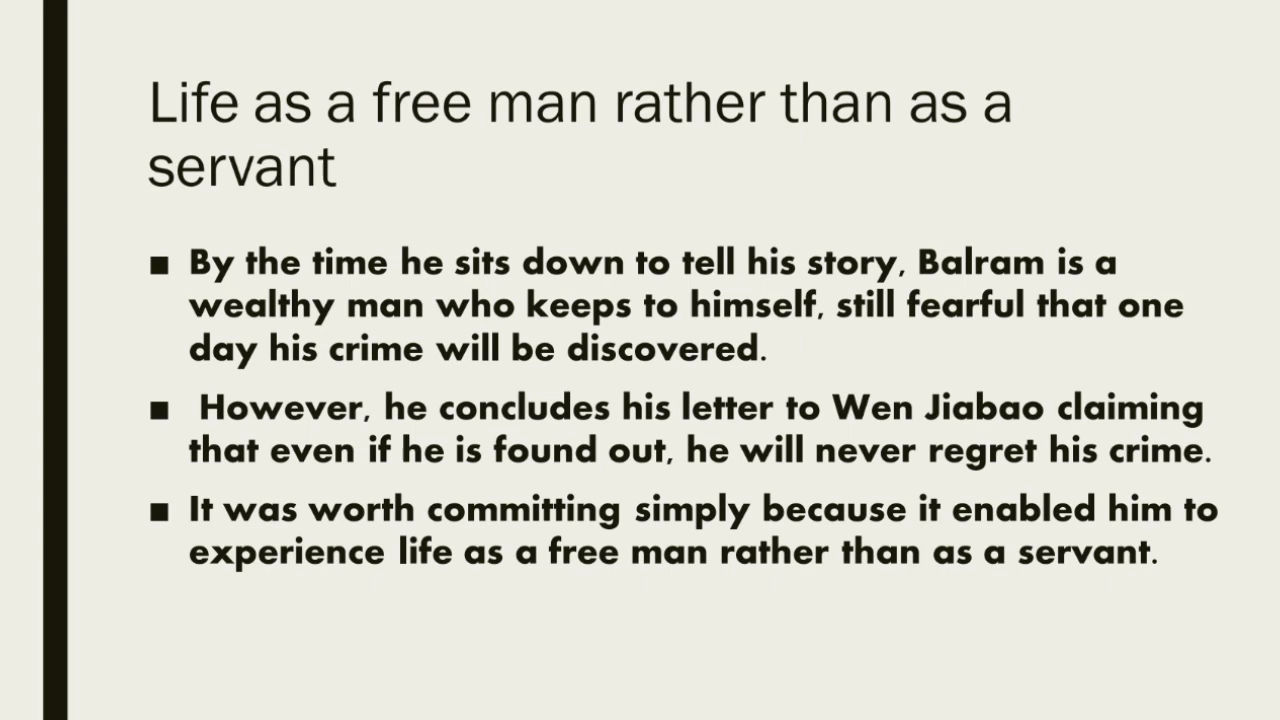 Life as a free man rather than as a
servant
■ By the time he sits down to tell his story, Balram is a
wealthy man who keeps to himself, still fearful that one
day his crime will be discovered.
■ However, he concludes his letter to Wen Jiabao claiming
that even if he is found out, he will never regret his crime.
■ It was worth committing simply because it enabled him to
experience life as a free man rather than as a servant.